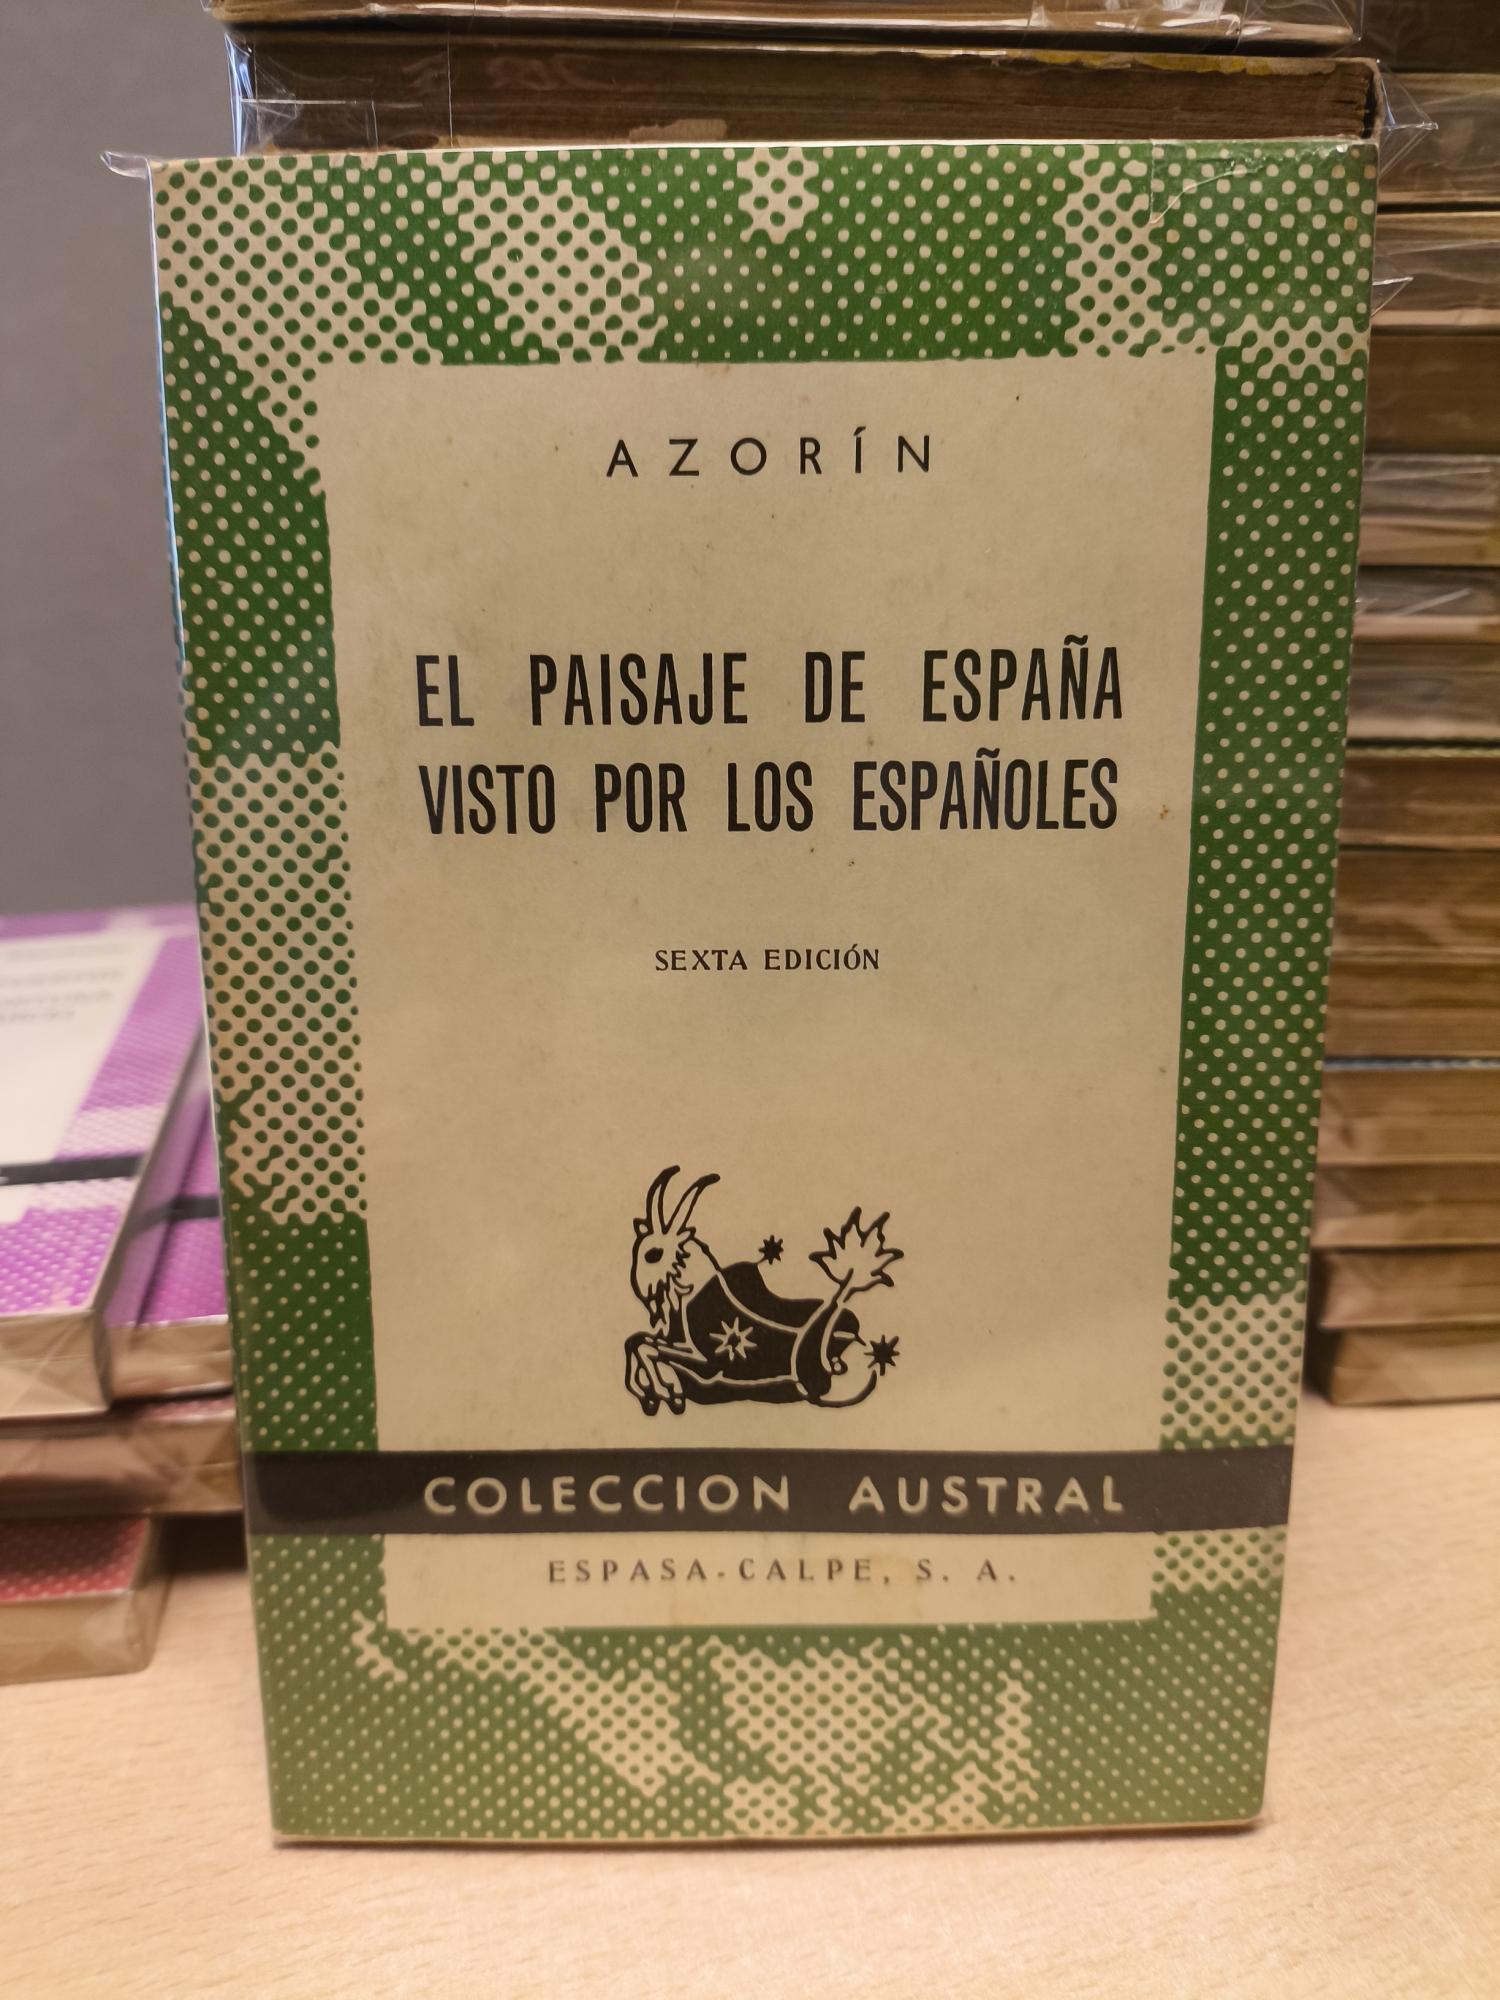 AZORÍN
EL PAISAJE DE ESPAÑA
VISTO POR LOS ESPAÑOLES
SEXTA EDICIÓN
COLECCION AUSTRAL
ESPASA-CALPE, S. A.